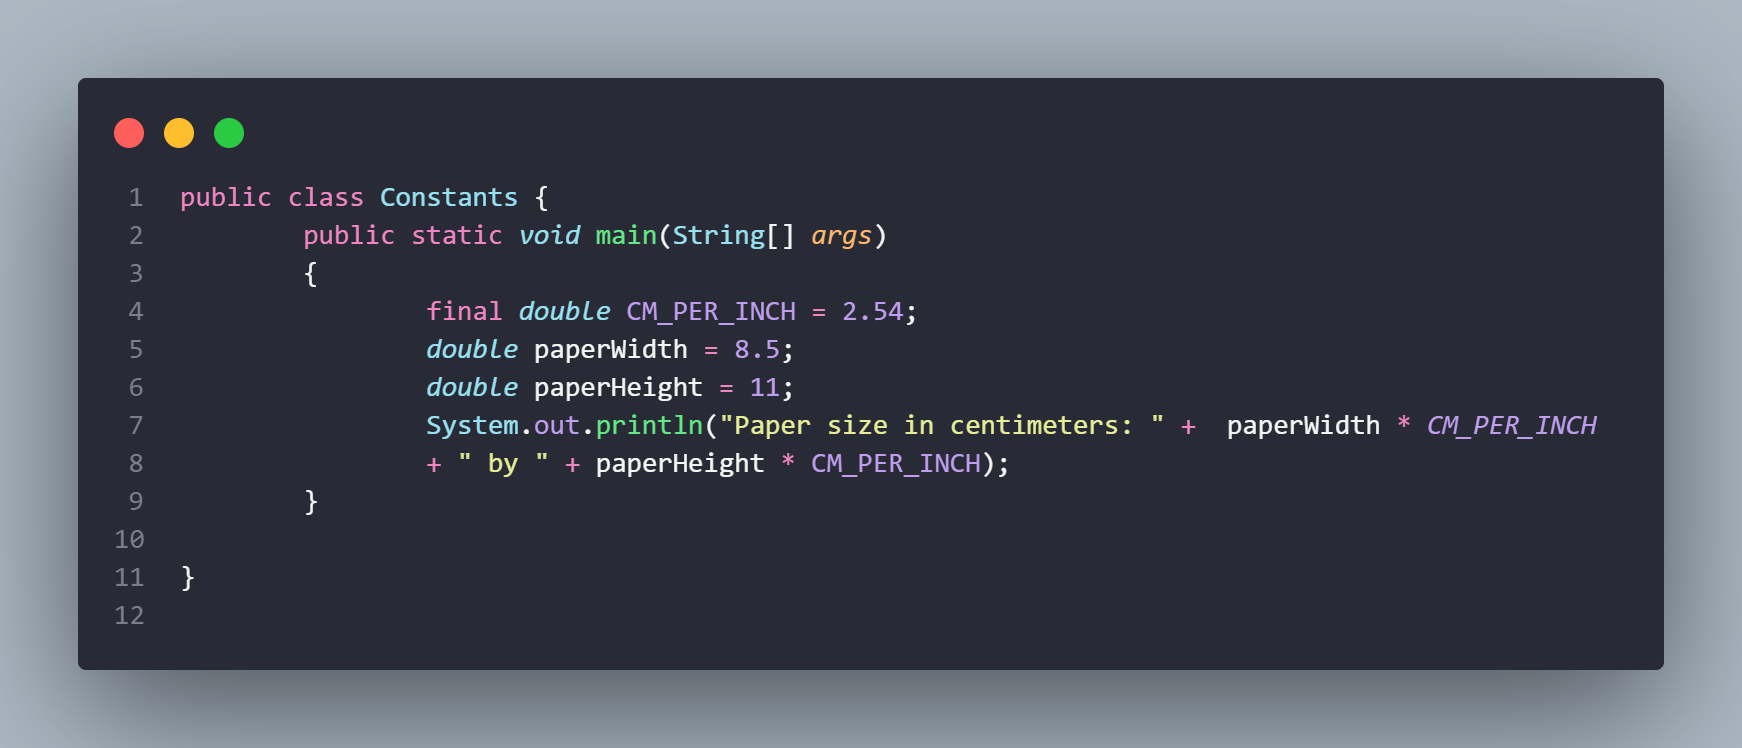 1 public class Constants {
2 public static void main(String[] args)
3 {
4 final double CM_PER_INCH = 2.54;
5 double paperWidth = 8.5;
6 double paperHeight = 11;
7 System.out.println("Paper size in centimeters: " +  paperWidth * CM_PER_INCH
8 + " by " + paperHeight * CM_PER_INCH);
9 }
10
11 }
12